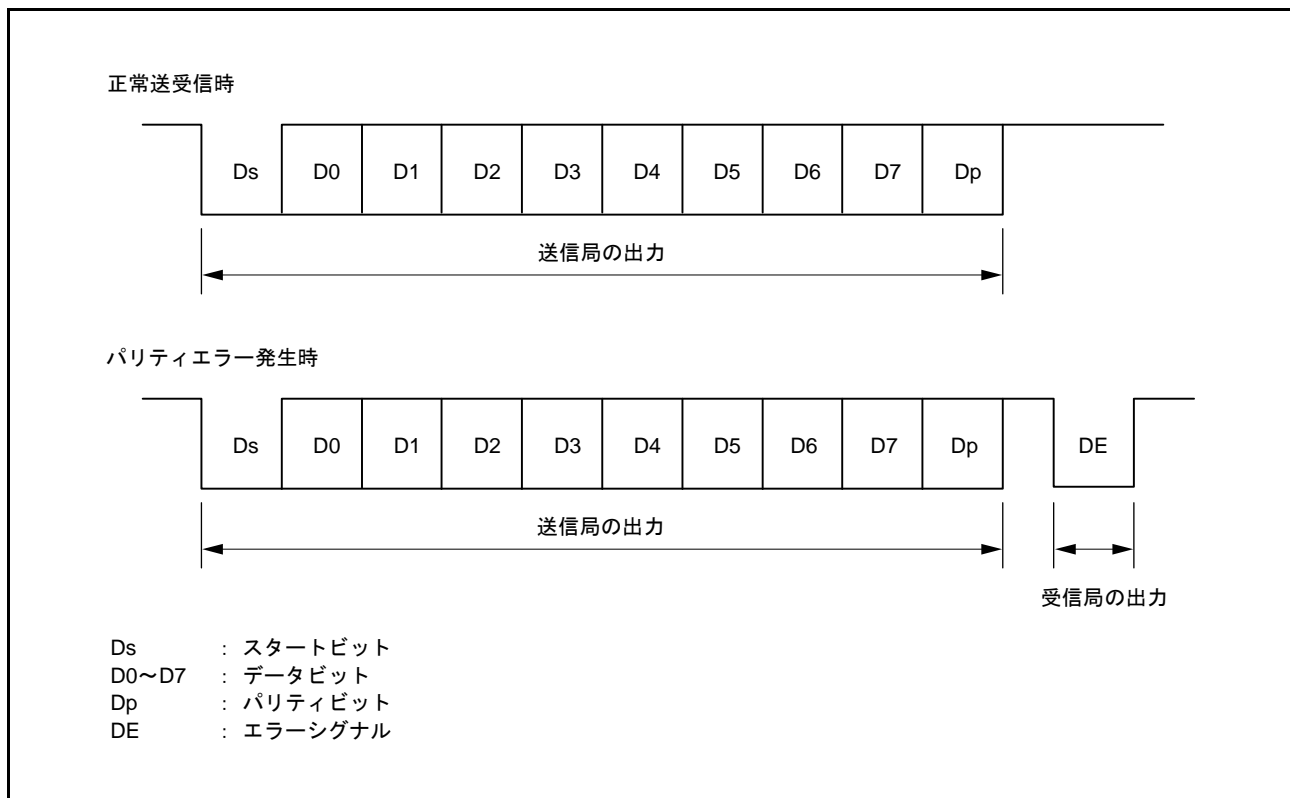 正常送受信時
Ds D0 D1 D2 D3 D4 D5 D6 D7 Dp
送信局の出力
パリティエラー発生時
Ds D0 D1 D2 D3 D4 D5 D6 D7 Dp DE
送信局の出力
受信局の出力
Ds : スタートビット
D0～D7 : データビット
Dp : パリティビット
DE : エラーシグナル